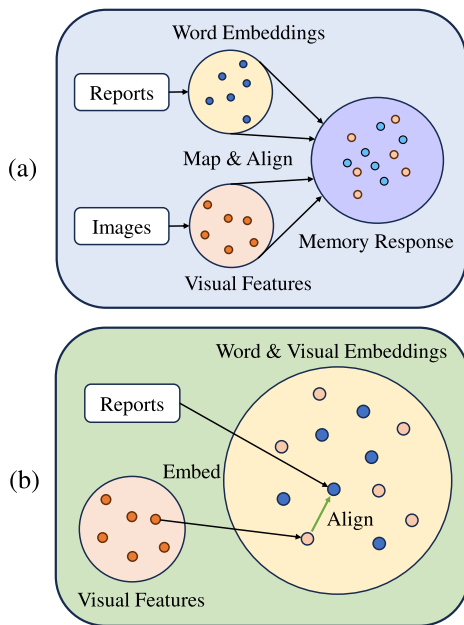 Word Embeddings
Reports
(a)
Map & Align
Images
Memory Response
Visual Features
Word & Visual Embeddings
Reports
(b)
Embed
Align
Visual Features